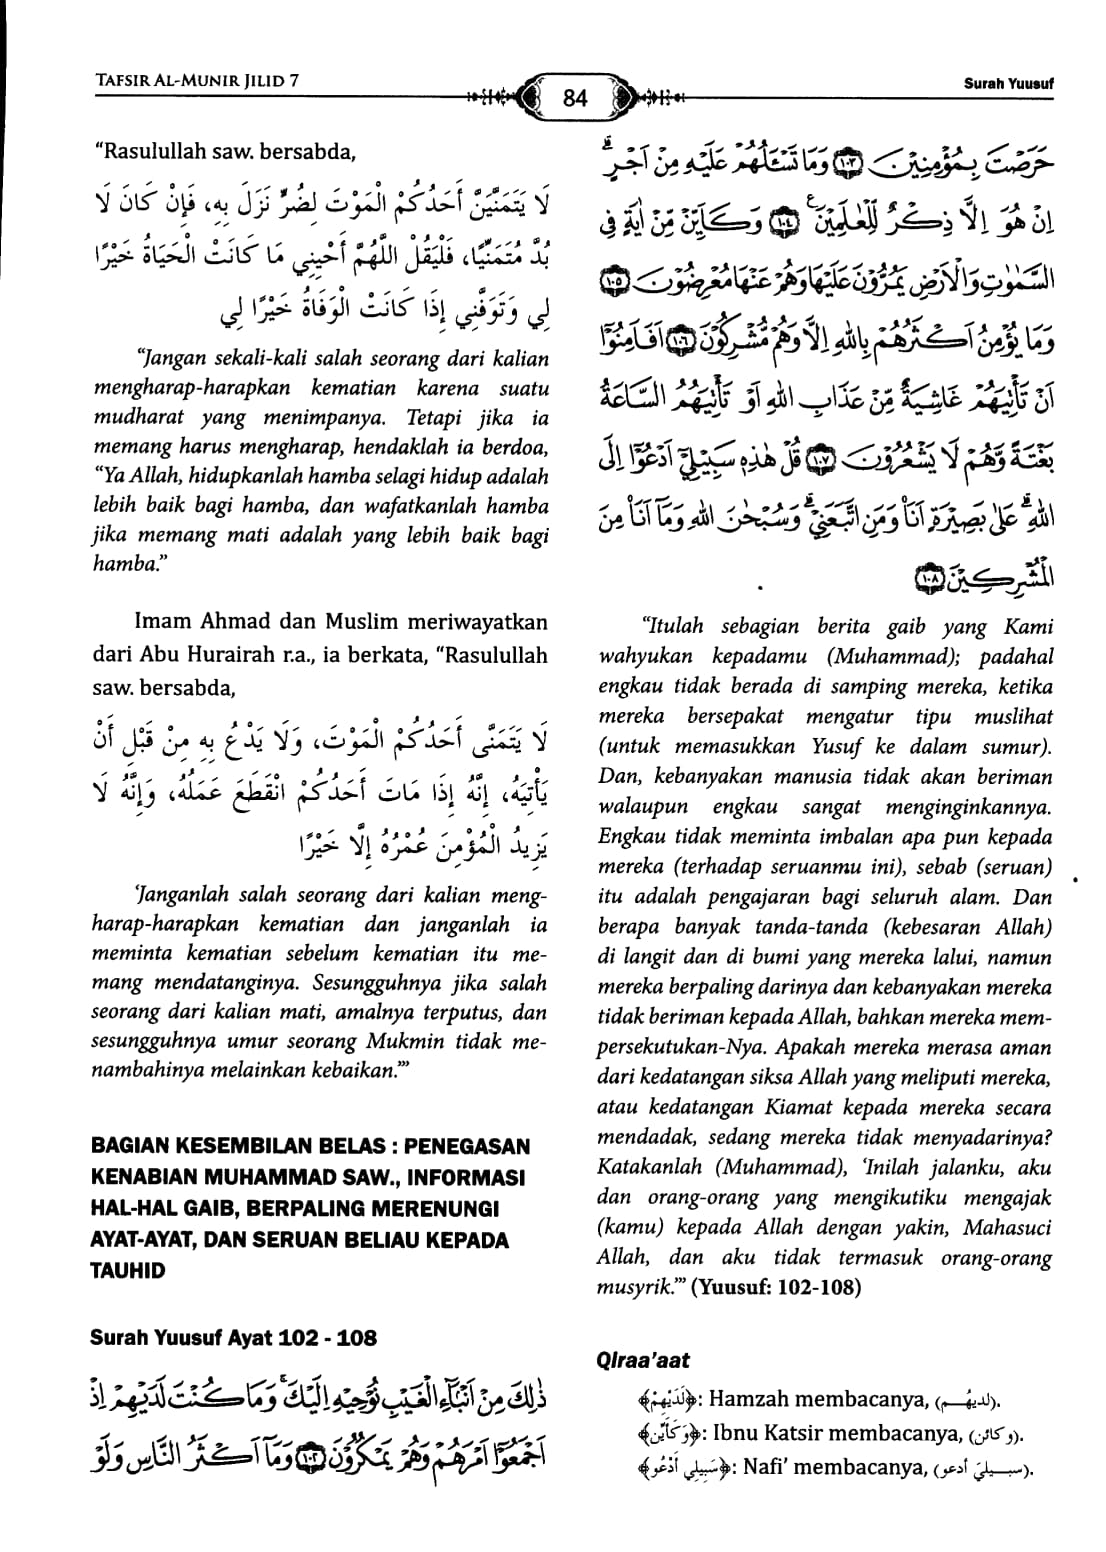 TAFSIR AL-MUNIR JILID 7
84
Surah Yuusuf
“Rasulullah saw. bersabda,
لَا يَتَمَنَّيَنَّ أَحَدُكُمُ الْمَوْتَ لِضُرٍّ نَزَلَ بِهِ، فَإِنْ كَانَ لَا
بُدَّ مُتَمَنِّيًا، فَلْيَقُلْ اللَّهُمَّ أَحْيِنِي مَا كَانَتْ الْحَيَاةُ خَيْرًا
لِي وَتَوَفَّنِي إِذَا كَانَتْ الْوَفَاةُ خَيْرًا لِي
“Jangan sekali-kali salah seorang dari kalian
mengharap-harapkan kematian karena suatu
mudharat yang menimpanya. Tetapi jika ia
memang harus mengharap, hendaklah ia berdoa,
“Ya Allah, hidupkanlah hamba selagi hidup adalah
lebih baik bagi hamba, dan wafatkanlah hamba
jika memang mati adalah yang lebih baik bagi
hamba.”
Imam Ahmad dan Muslim meriwayatkan
dari Abu Hurairah r.a., ia berkata, “Rasulullah
saw. bersabda,
لَا يَتَمَنَّى أَحَدُكُمْ الْمَوْتَ، وَلَا يَدْعُ بِهِ مِنْ قَبْلِ أَنْ
يَأْتِيَهُ، إِنَّهُ إِذَا مَاتَ أَحَدُكُمْ انْقَطَعَ عَمَلُهُ، وَإِنَّهُ لَا
يَزِيدُ الْمُؤْمِنَ عُمْرُهُ إِلَّا خَيْرًا
‘Janganlah salah seorang dari kalian meng-
harap-harapkan kematian dan janganlah ia
meminta kematian sebelum kematian itu me-
mang mendatanginya. Sesungguhnya jika salah
seorang dari kalian mati, amalnya terputus, dan
sesungguhnya umur seorang Mukmin tidak me-
nambahinya melainkan kebaikan.’”
BAGIAN KESEMBILAN BELAS : PENEGASAN
KENABIAN MUHAMMAD SAW., INFORMASI
HAL-HAL GAIB, BERPALING MERENUNGI
AYAT-AYAT, DAN SERUAN BELIAU KEPADA
TAUHID
Surah Yuusuf Ayat 102 - 108
ذٰلِكَ مِنْ اَنْۢبَاۤءِ الْغَيْبِ نُوْحِيْهِ اِلَيْكَۚ وَمَا كُنْتَ لَدَيْهِمْ اِذْ
اَجْمَعُوْٓا اَمْرَهُمْ وَهُمْ يَمْكُرُوْنَ ۝١٠٢ وَمَآ اَكْثَرُ النَّاسِ وَلَوْ
حَرَصْتَ بِمُؤْمِنِيْنَ ۝١٠٣ وَمَا تَسْـَٔلُهُمْ عَلَيْهِ مِنْ اَجْرٍۗ
اِنْ هُوَ اِلَّا ذِكْرٌ لِّلْعٰلَمِيْنَ ࣖ ۝١٠٤ وَكَاَيِّنْ مِّنْ اٰيَةٍ فِى
السَّمٰوٰتِ وَالْاَرْضِ يَمُرُّوْنَ عَلَيْهَا وَهُمْ عَنْهَا مُعْرِضُوْنَ ۝١٠٥
وَمَا يُؤْمِنُ اَكْثَرُهُمْ بِاللّٰهِ اِلَّا وَهُمْ مُّشْرِكُوْنَ ۝١٠٦ اَفَاَمِنُوْٓا
اَنْ تَأْتِيَهُمْ غَاشِيَةٌ مِّنْ عَذَابِ اللّٰهِ اَوْ تَأْتِيَهُمُ السَّاعَةُ
بَغْتَةً وَّهُمْ لَا يَشْعُرُوْنَ ۝١٠٧ قُلْ هٰذِهٖ سَبِيْلِيْٓ اَدْعُوْٓا اِلَى
اللّٰهِ ۗعَلٰى بَصِيْرَةٍ اَنَا۠ وَمَنِ اتَّبَعَنِيْۗ وَسُبْحٰنَ اللّٰهِ وَمَآ اَنَا۠ مِنَ
الْمُشْرِكِيْنَ ۝١٠٨
“Itulah sebagian berita gaib yang Kami
wahyukan kepadamu (Muhammad); padahal
engkau tidak berada di samping mereka, ketika
mereka bersepakat mengatur tipu muslihat
(untuk memasukkan Yusuf ke dalam sumur).
Dan, kebanyakan manusia tidak akan beriman
walaupun engkau sangat menginginkannya.
Engkau tidak meminta imbalan apa pun kepada
mereka (terhadap seruanmu ini), sebab (seruan)
itu adalah pengajaran bagi seluruh alam. Dan
berapa banyak tanda-tanda (kebesaran Allah)
di langit dan di bumi yang mereka lalui, namun
mereka berpaling darinya dan kebanyakan mereka
tidak beriman kepada Allah, bahkan mereka mem-
persekutukan-Nya. Apakah mereka merasa aman
dari kedatangan siksa Allah yang meliputi mereka,
atau kedatangan Kiamat kepada mereka secara
mendadak, sedang mereka tidak menyadarinya?
Katakanlah (Muhammad), ‘Inilah jalanku, aku
dan orang-orang yang mengikutiku mengajak
(kamu) kepada Allah dengan yakin, Mahasuci
Allah, dan aku tidak termasuk orang-orang
musyrik.’” (Yuusuf: 102-108)
QIraa’aat
﴿لَدَيْهِمْ﴾: Hamzah membacanya, (لديهُم).
﴿وَكَأَيِّن﴾: Ibnu Katsir membacanya, (وكائن).
﴿سَبِيلِي أَدْعُو﴾: Nafi’ membacanya, (سبيليَ أدعو).